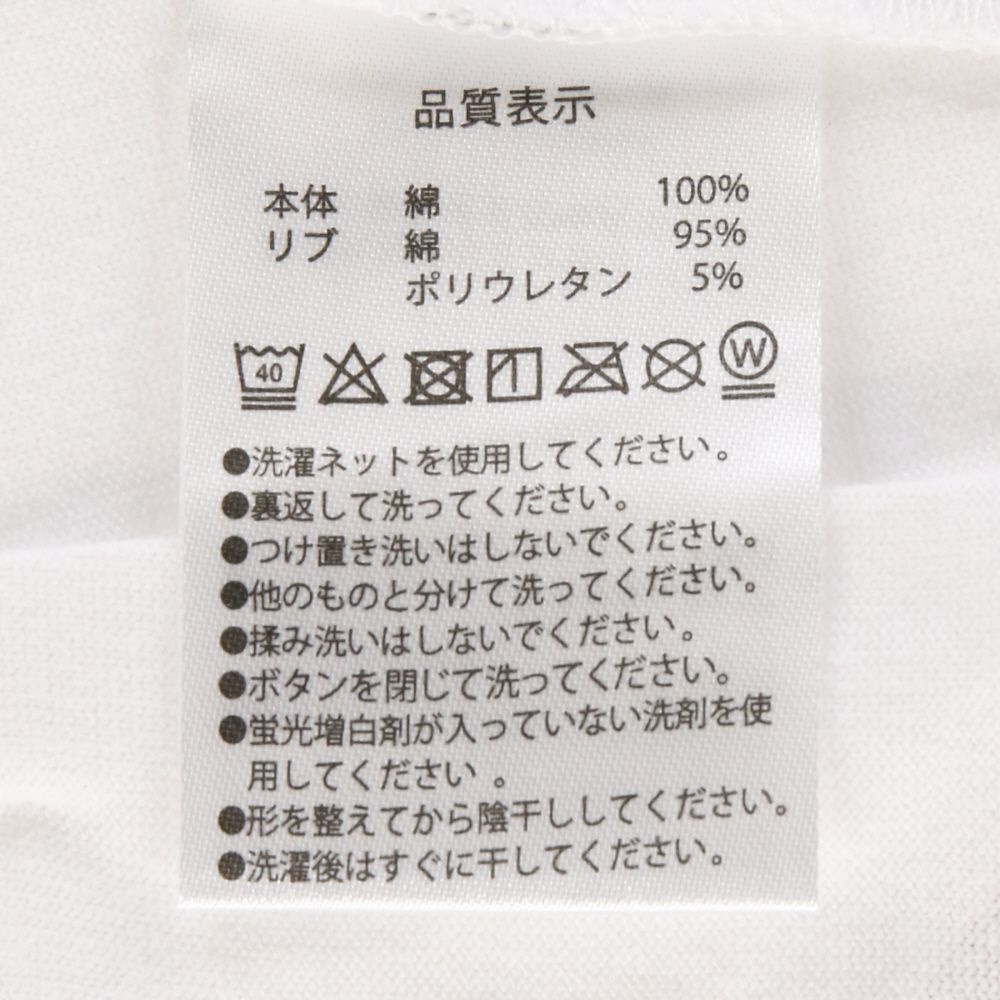 品質表示
本体 綿 100%
リブ 綿 95%
ポリウレタン 5%
40 W
●洗濯ネットを使用してください。
●裏返して洗ってください。
●つけ置き洗いはしないでください。
●他のものと分けて洗ってください。
●揉み洗いはしないでください。
●ボタンを閉じて洗ってください。
●蛍光増白剤が入っていない洗剤を使
用してください 。
●形を整えてから陰干ししてください。
●洗濯後はすぐに干してください。